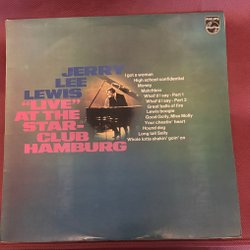 JERRY
LEE
LEWIS
"LIVE"
AT THE
STAR-
CLUB
HAMBURG
I got a woman
High school confidential
Money
Matchbox
What'd I say - Part 1
What'd I say - Part 2
Great balls of fire
Lewis boogie
Good Golly, Miss Molly
Your cheatin' heart
Hound dog
Long tall Sally
Whole lotta shakin' goin' on